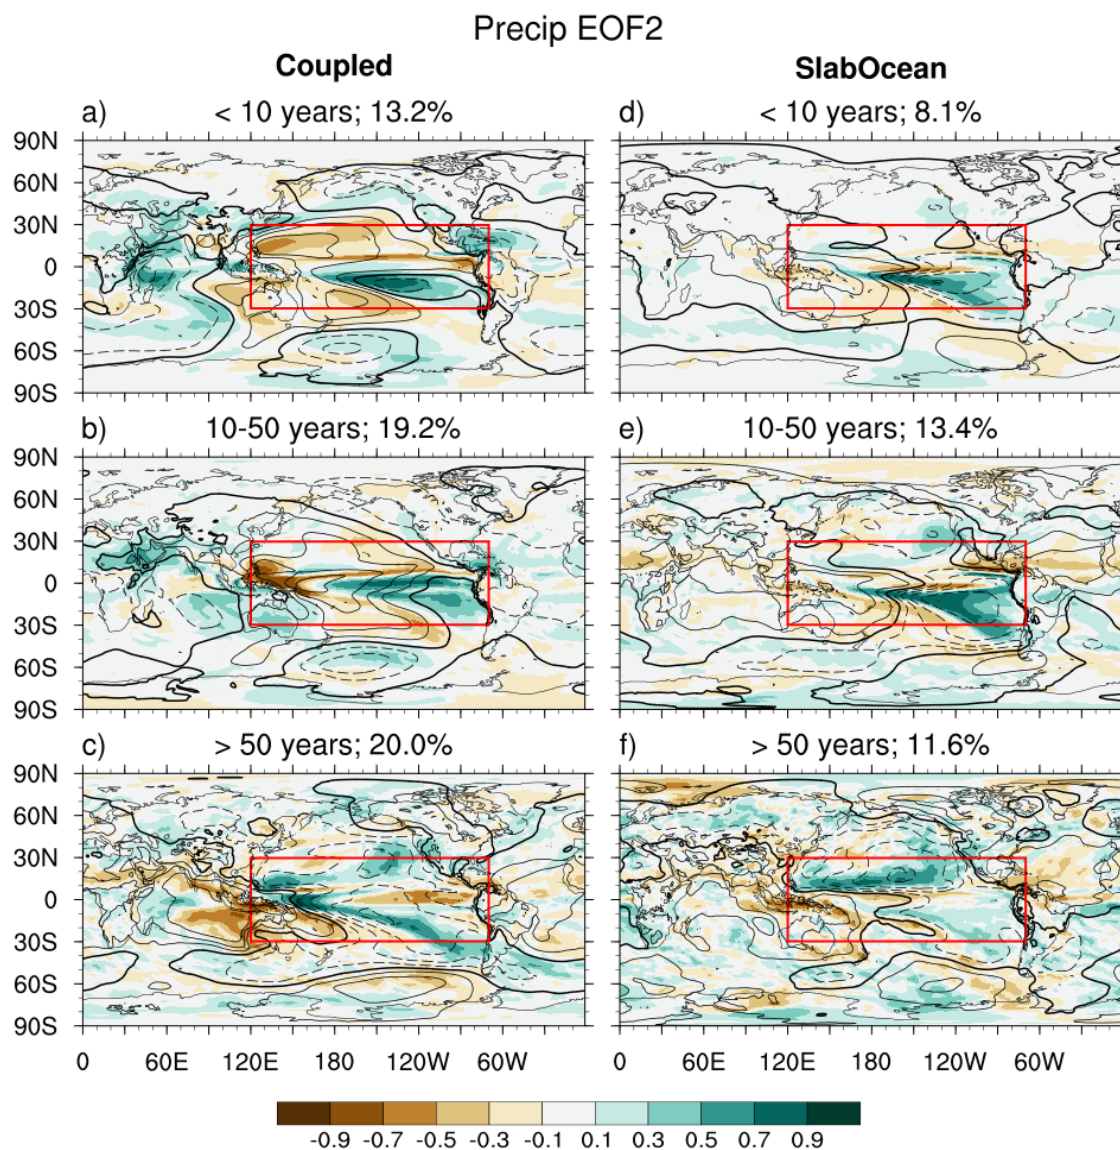 Precip EOF2
Coupled
SlabOcean
a) < 10 years; 13.2%
d) < 10 years; 8.1%
90N
60N
30N
0
30S
60S
90S
b) 10-50 years; 19.2%
e) 10-50 years; 13.4%
90N
60N
30N
0
30S
60S
90S
c) > 50 years; 20.0%
f) > 50 years; 11.6%
90N
60N
30N
0
30S
60S
90S
0 60E 120E 180 120W 60W
0 60E 120E 180 120W 60W
-0.9 -0.7 -0.5 -0.3 -0.1 0.1 0.3 0.5 0.7 0.9